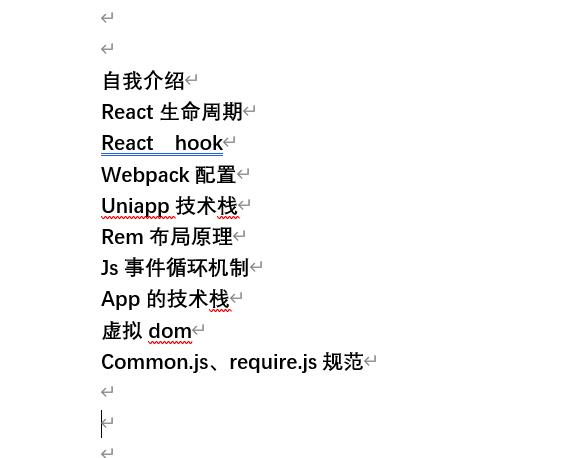 自我介绍
React 生命周期
React    hook
Webpack 配置
Uniapp 技术栈
Rem 布局原理
Js 事件循环机制
App 的技术栈
虚拟 dom
Common.js、require.js 规范